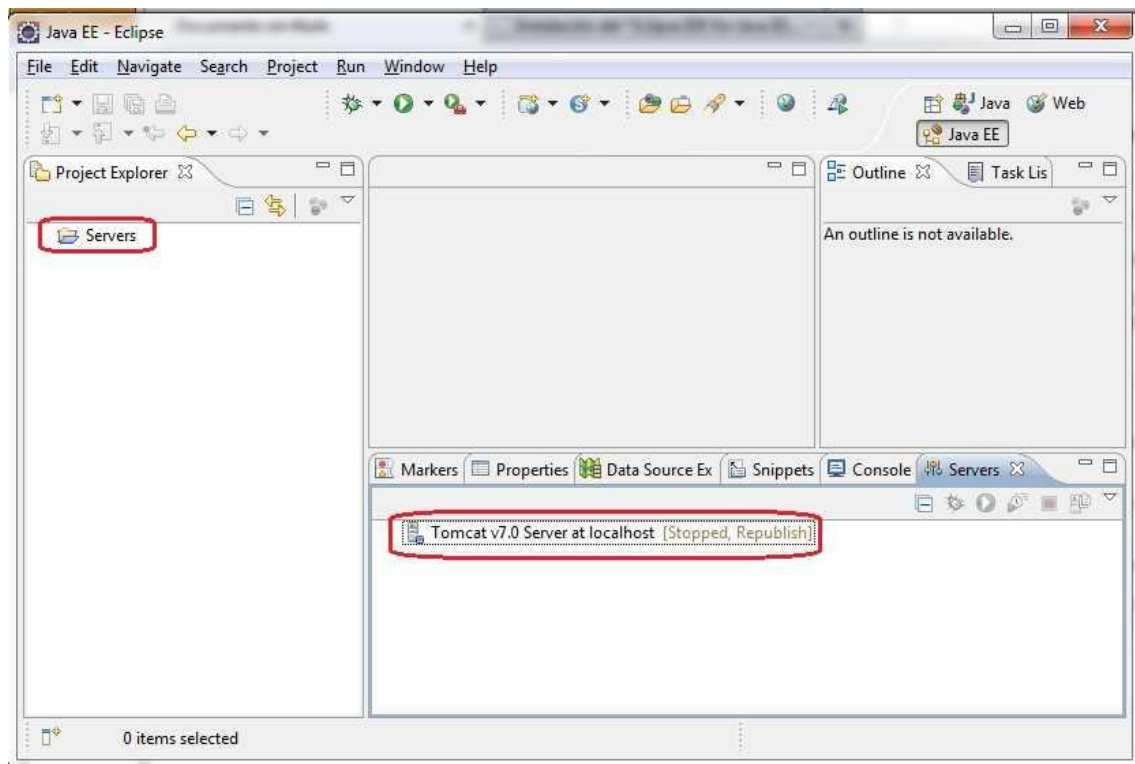 Java EE - Eclipse
File Edit Navigate Search Project Run Window Help
Java Web
Java EE
Project Explorer
Outline Task Lis
Servers
An outline is not available.
Markers Properties Data Source Ex Snippets Console Servers
Tomcat v7.0 Server at localhost [Stopped, Republish]
0 items selected